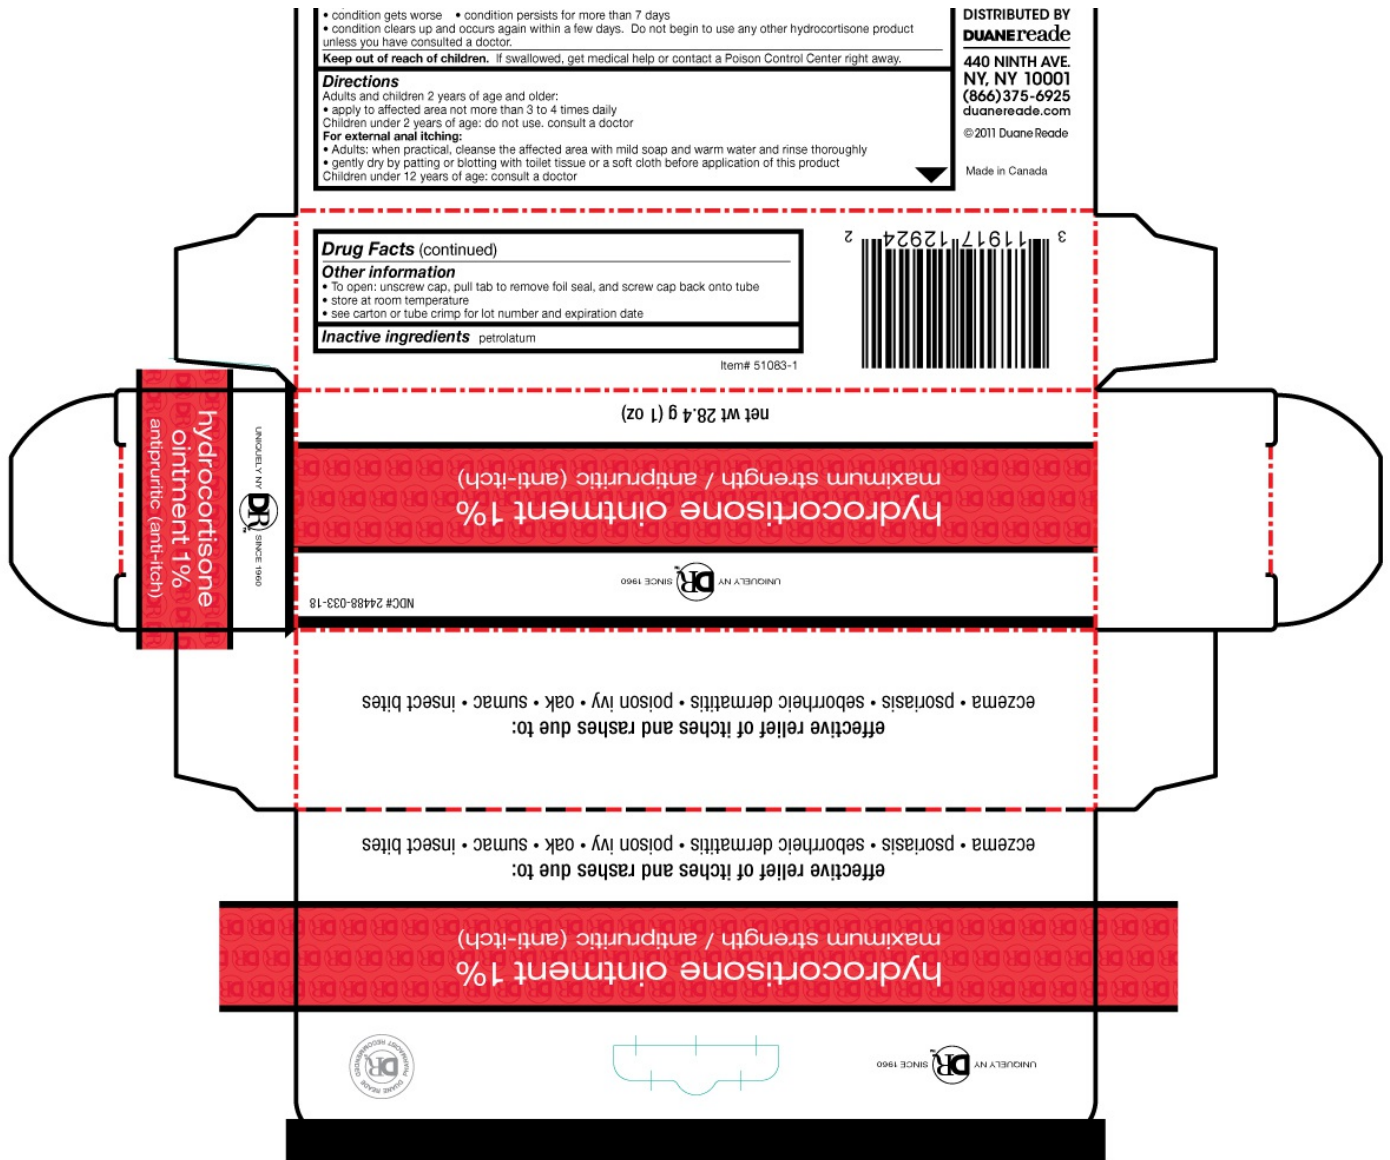 • condition gets worse • condition persists for more than 7 days
• condition clears up and occurs again within a few days. Do not begin to use any other hydrocortisone product
unless you have consulted a doctor.
Keep out of reach of children. If swallowed, get medical help or contact a Poison Control Center right away.
Directions
Adults and children 2 years of age and older:
• apply to affected area not more than 3 to 4 times daily
Children under 2 years of age: do not use. consult a doctor
For external anal itching:
• Adults: when practical, cleanse the affected area with mild soap and warm water and rinse thoroughly
• gently dry by patting or blotting with toilet tissue or a soft cloth before application of this product
Children under 12 years of age: consult a doctor
DISTRIBUTED BY
DUANEreade
440 NINTH AVE.
NY, NY 10001
(866)375-6925
duanereade.com
©2011 Duane Reade
Made in Canada
Drug Facts (continued)
Other information
• To open: unscrew cap, pull tab to remove foil seal, and screw cap back onto tube
• store at room temperature
• see carton or tube crimp for lot number and expiration date
Inactive ingredients petrolatum
Item# 51083-1
3 11917 12924 2
hydrocortisone
ointment 1%
antipruritic (anti-itch)
UNIQUELY NY DR™ SINCE 1960
net wt 28.4 g (1 oz)
maximum strength / antipruritic (anti-itch)
hydrocortisone ointment 1%
UNIQUELY NY DR™ SINCE 1960
NDC# 24488-033-18
eczema • psoriasis • seborrheic dermatitis • poison ivy • oak • sumac • insect bites
effective relief of itches and rashes due to:
eczema • psoriasis • seborrheic dermatitis • poison ivy • oak • sumac • insect bites
effective relief of itches and rashes due to:
maximum strength / antipruritic (anti-itch)
hydrocortisone ointment 1%
UNIQUELY NY DR™ SINCE 1960
DUANE READE DR PHARMACIST RECOMMENDED